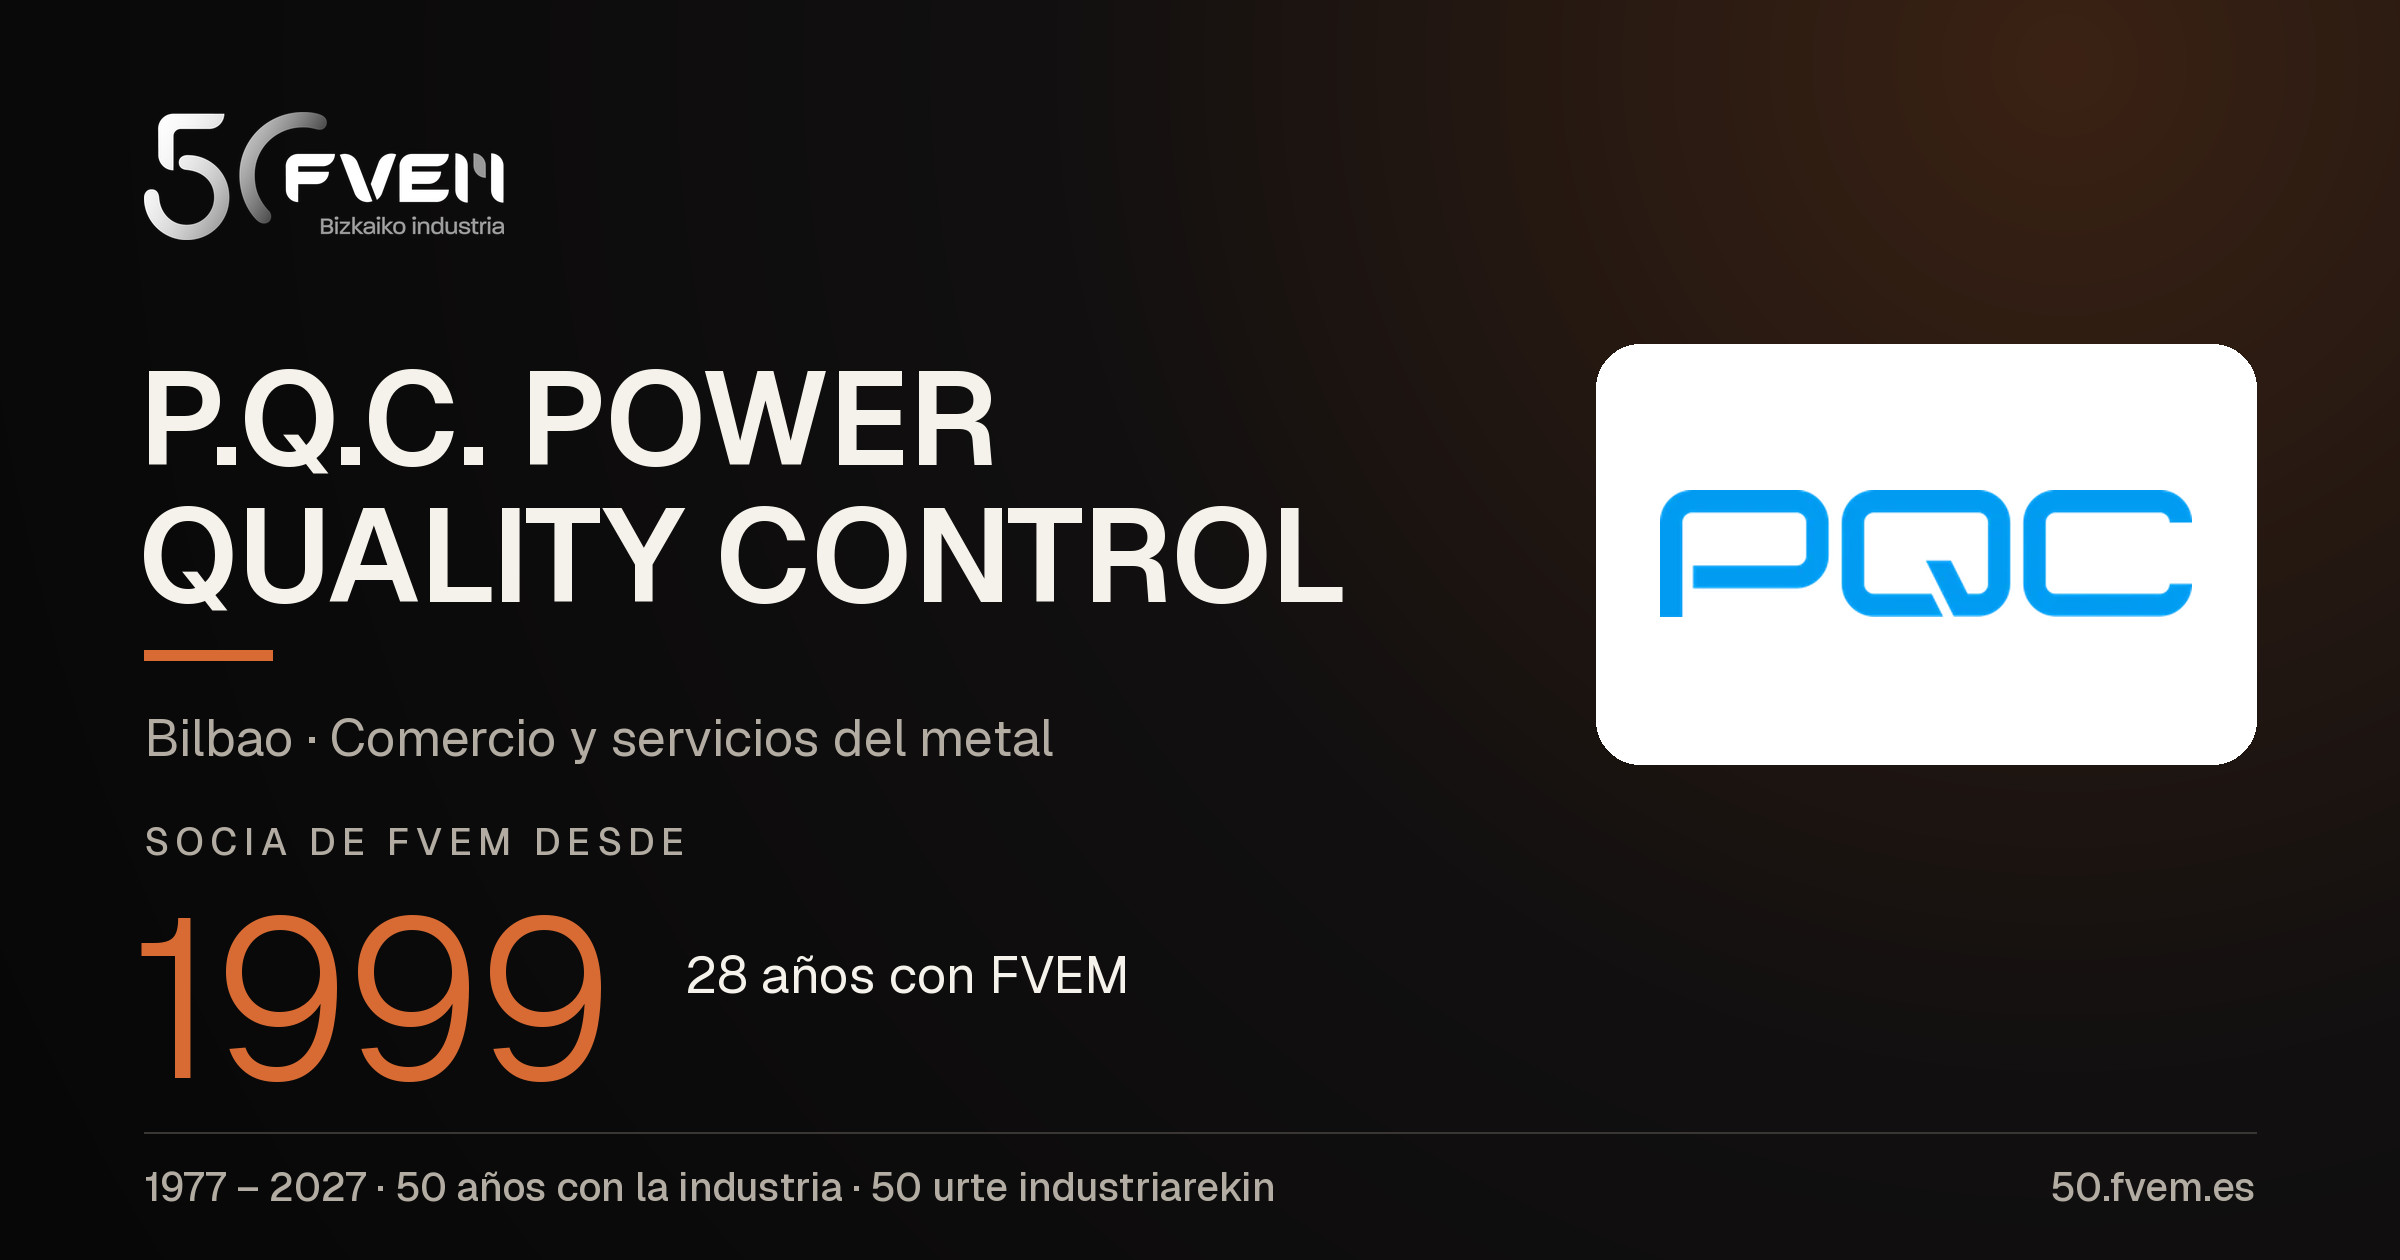 50 FVEM
Bizkaiko industria
P.Q.C. POWER
QUALITY CONTROL
PQC
Bilbao · Comercio y servicios del metal
SOCIA DE FVEM DESDE
1999
28 años con FVEM
1977 – 2027 · 50 años con la industria · 50 urte industriarekin
50.fvem.es